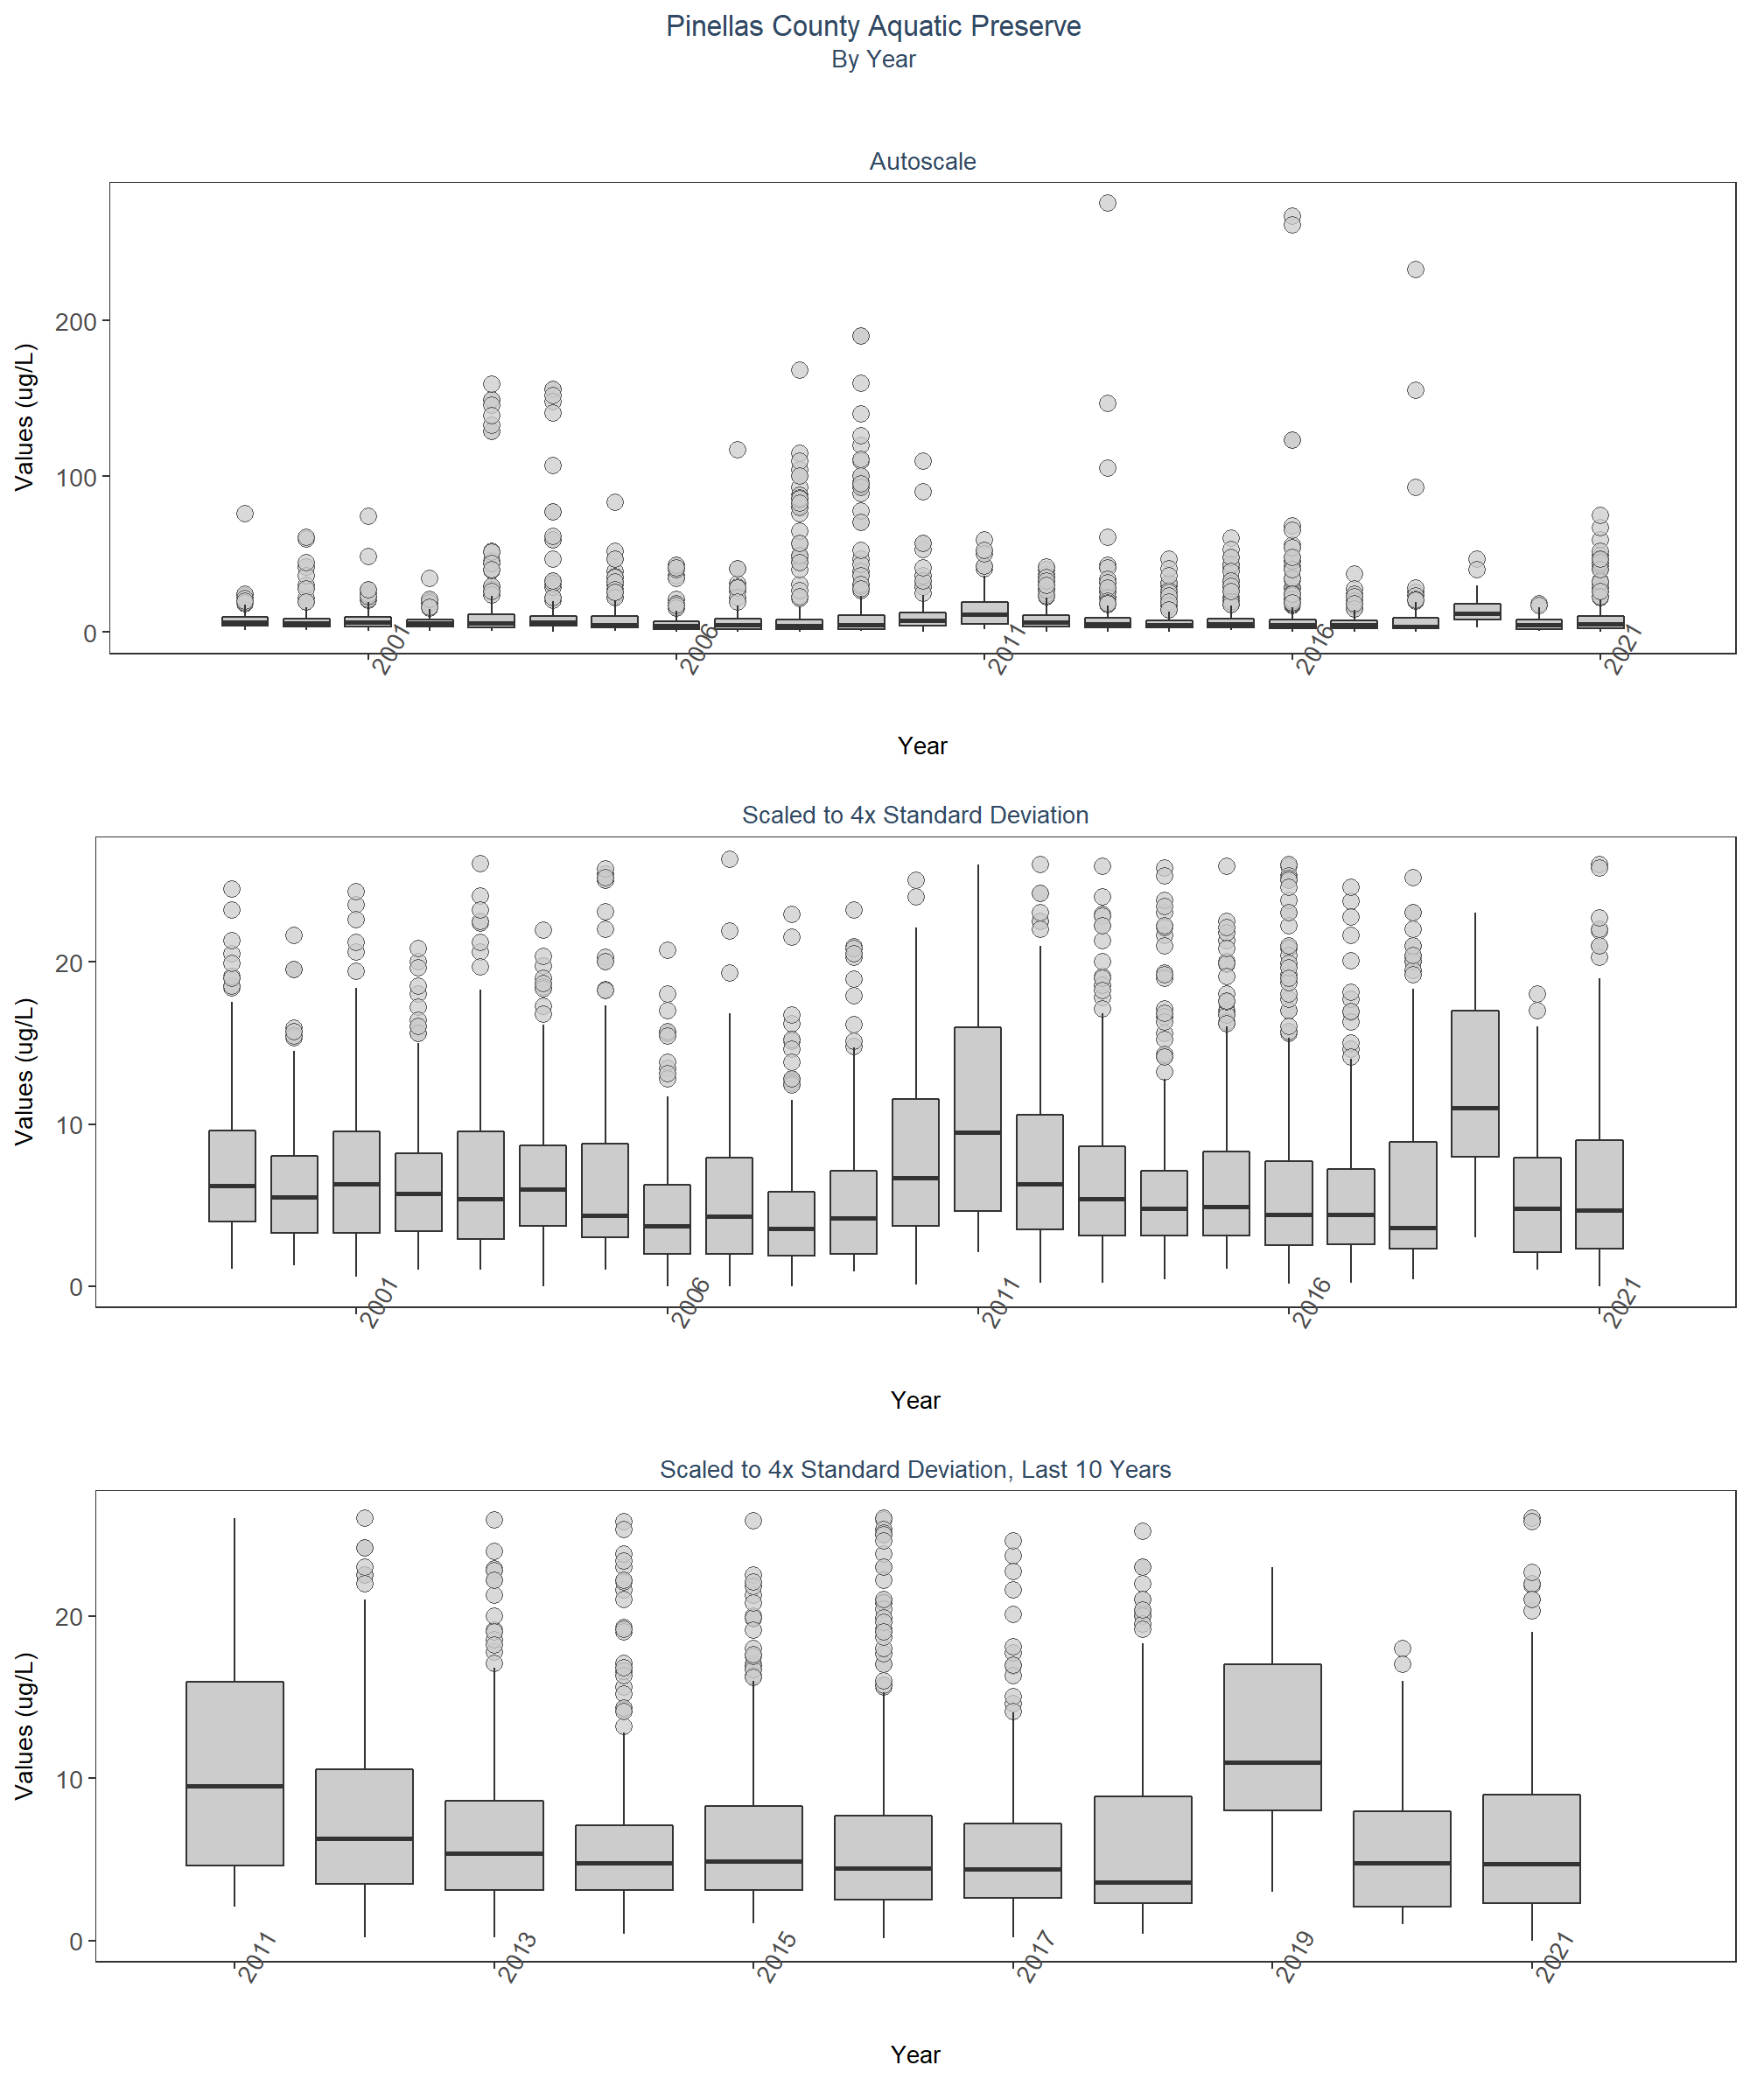 Pinellas County Aquatic Preserve
By Year
Autoscale
Values (ug/L)
200
100
0
2001
2006
2011
2016
2021
Year
Scaled to 4x Standard Deviation
Values (ug/L)
20
10
0
2001
2006
2011
2016
2021
Year
Scaled to 4x Standard Deviation, Last 10 Years
Values (ug/L)
20
10
0
2011
2013
2015
2017
2019
2021
Year